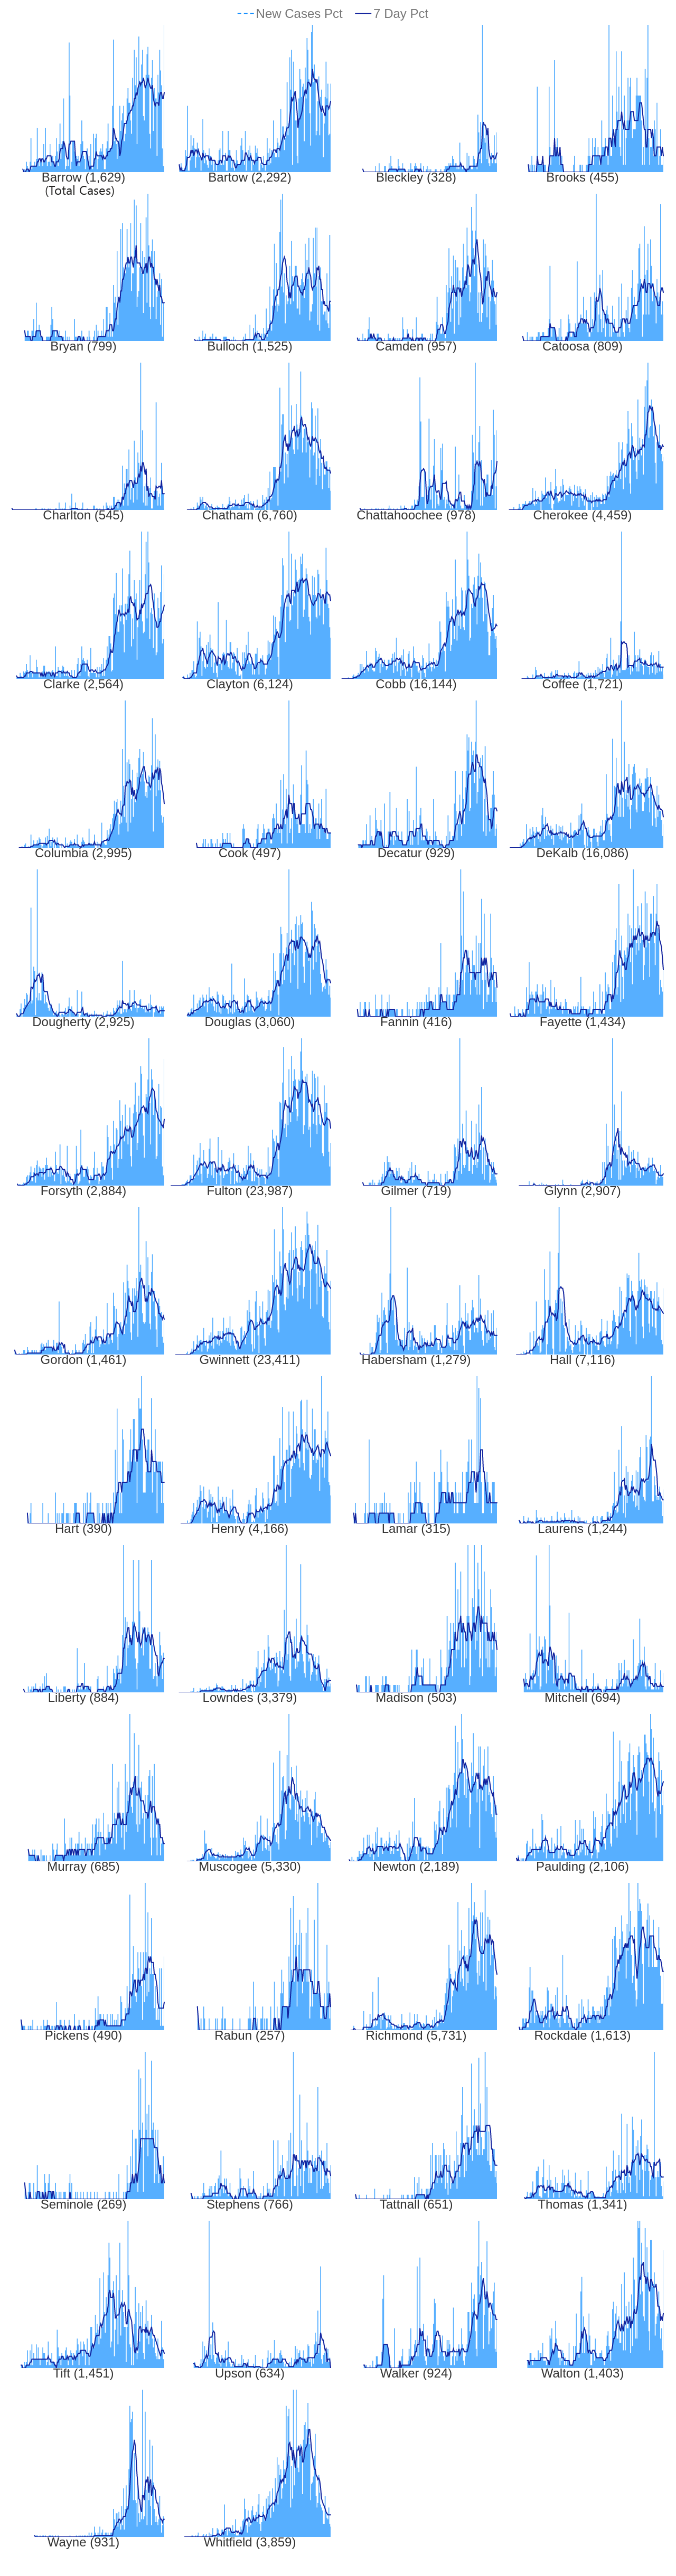 New Cases Pct 7 Day Pct
Barrow (1,629) Bartow (2,292) Bleckley (328) Brooks (455)
(Total Cases)
Bryan (799) Bulloch (1,525) Camden (957) Catoosa (809)
Charlton (545) Chatham (6,760) Chattahoochee (978) Cherokee (4,459)
Clarke (2,564) Clayton (6,124) Cobb (16,144) Coffee (1,721)
Columbia (2,995) Cook (497) Decatur (929) DeKalb (16,086)
Dougherty (2,925) Douglas (3,060) Fannin (416) Fayette (1,434)
Forsyth (2,884) Fulton (23,987) Gilmer (719) Glynn (2,907)
Gordon (1,461) Gwinnett (23,411) Habersham (1,279) Hall (7,116)
Hart (390) Henry (4,166) Lamar (315) Laurens (1,244)
Liberty (884) Lowndes (3,379) Madison (503) Mitchell (694)
Murray (685) Muscogee (5,330) Newton (2,189) Paulding (2,106)
Pickens (490) Rabun (257) Richmond (5,731) Rockdale (1,613)
Seminole (269) Stephens (766) Tattnall (651) Thomas (1,341)
Tift (1,451) Upson (634) Walker (924) Walton (1,403)
Wayne (931) Whitfield (3,859)